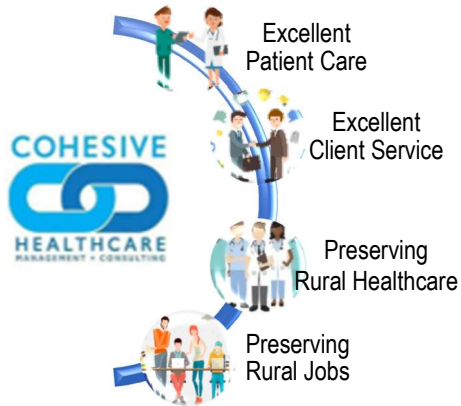 COHESIVE
HEALTHCARE
MANAGEMENT + CONSULTING
Excellent
Patient Care
Excellent
Client Service
Preserving
Rural Healthcare
Preserving
Rural Jobs